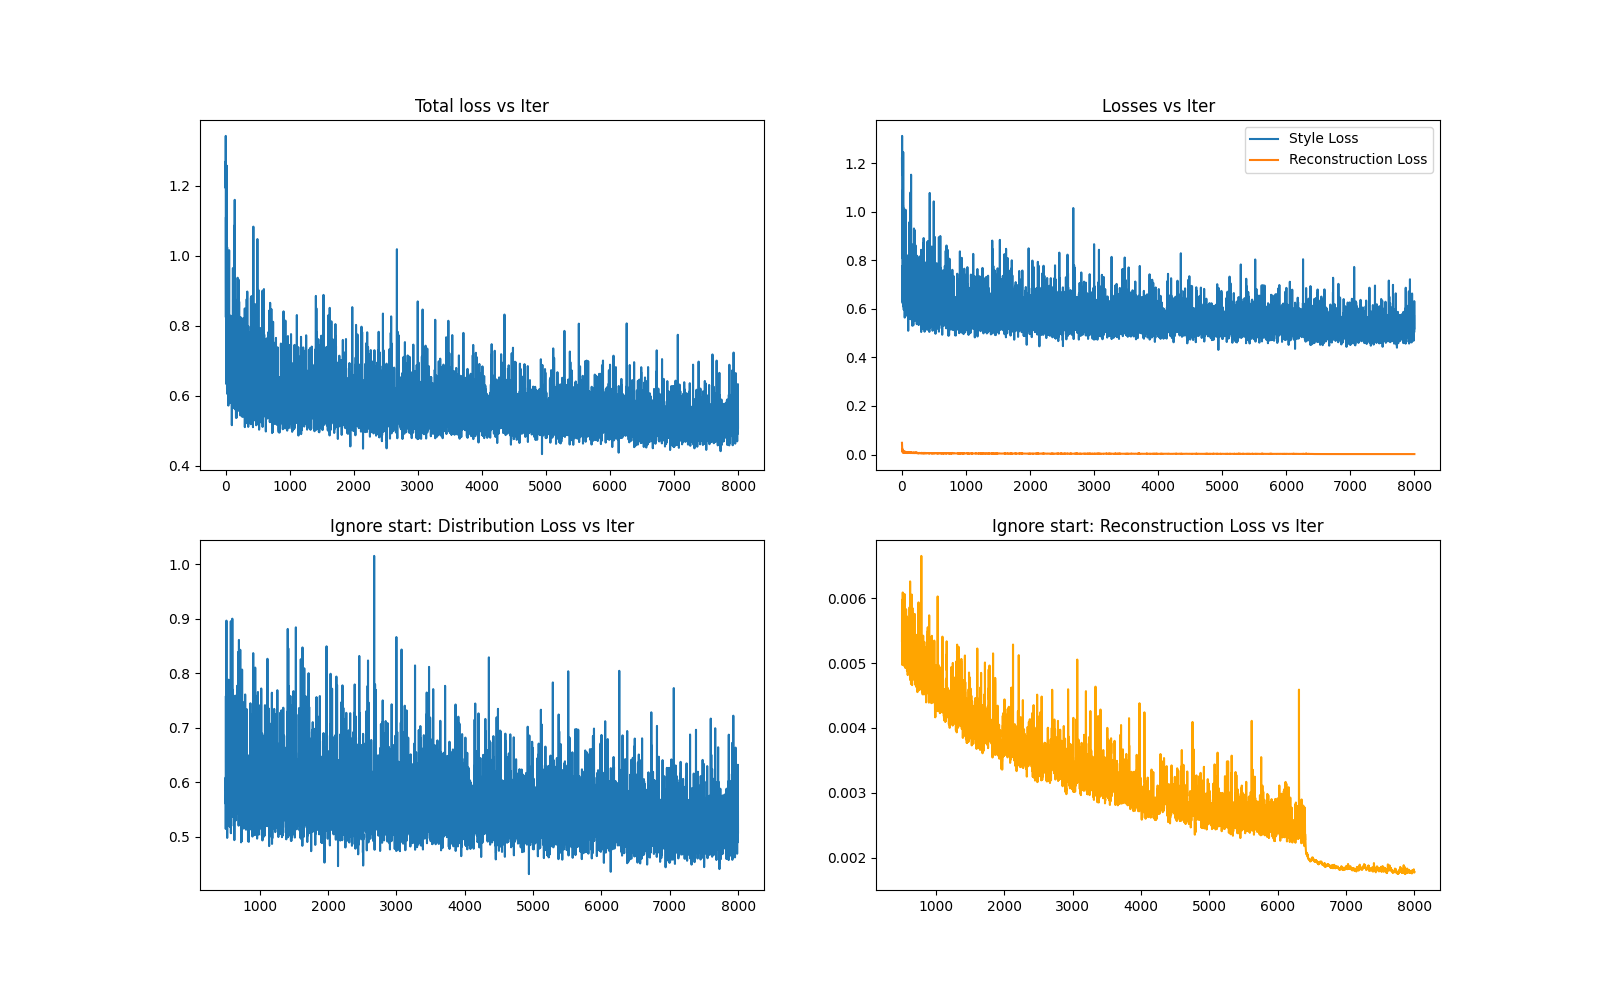 Total loss vs Iter
1.2
1.0
0.8
0.6
0.4
0 1000 2000 3000 4000 5000 6000 7000 8000
Losses vs Iter
Style Loss
Reconstruction Loss
1.2
1.0
0.8
0.6
0.4
0.2
0.0
0 1000 2000 3000 4000 5000 6000 7000 8000
Ignore start: Distribution Loss vs Iter
1.0
0.9
0.8
0.7
0.6
0.5
1000 2000 3000 4000 5000 6000 7000 8000
Ignore start: Reconstruction Loss vs Iter
0.006
0.005
0.004
0.003
0.002
1000 2000 3000 4000 5000 6000 7000 8000